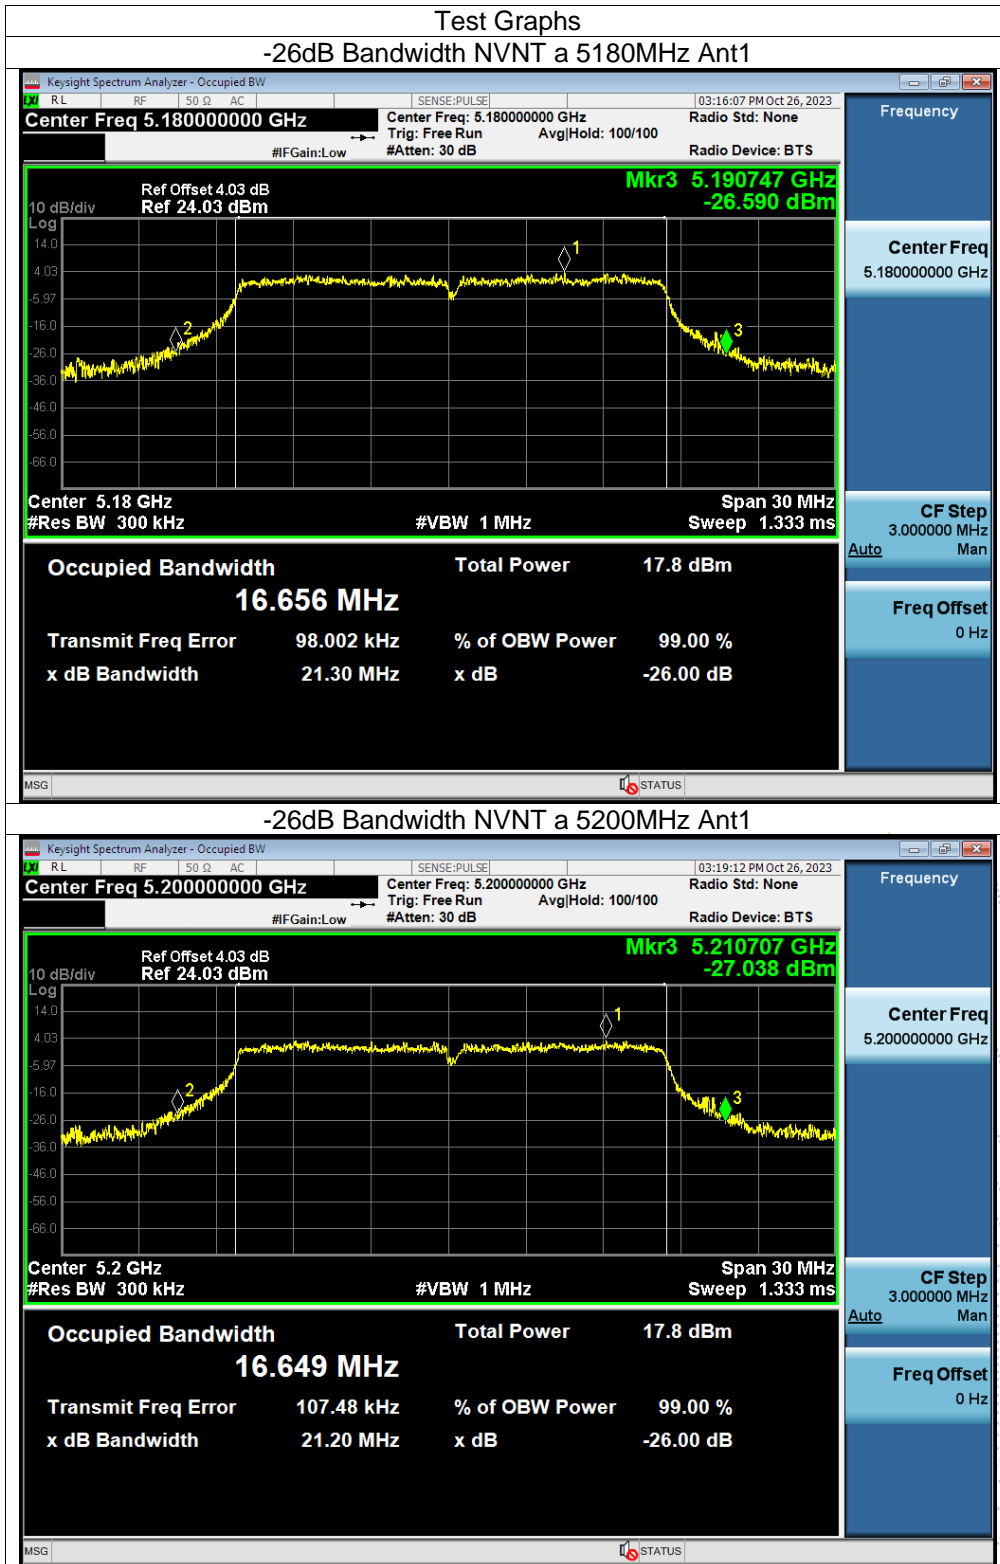 Test Graphs
-26dB Bandwidth NVNT a 5180MHz Ant1
Keysight Spectrum Analyzer - Occupied BW
LXI RL RF 50 Ω AC SENSE:PULSE 03:16:07 PM Oct 26, 2023
Center Freq 5.180000000 GHz Center Freq: 5.180000000 GHz Radio Std: None
Trig: Free Run Avg|Hold: 100/100
#IFGain:Low #Atten: 30 dB Radio Device: BTS
Frequency
Mkr3 5.190747 GHz
-26.590 dBm
Ref Offset 4.03 dB
10 dB/div Ref 24.03 dBm
Log
14.0
4.03
-5.97
-16.0
-26.0
-36.0
-46.0
-56.0
-66.0
1
2
3
Center 5.18 GHz Span 30 MHz
#Res BW 300 kHz #VBW 1 MHz Sweep 1.333 ms
Occupied Bandwidth Total Power 17.8 dBm
16.656 MHz
Transmit Freq Error 98.002 kHz % of OBW Power 99.00 %
x dB Bandwidth 21.30 MHz x dB -26.00 dB
Center Freq
5.180000000 GHz
CF Step
3.000000 MHz
Auto Man
Freq Offset
0 Hz
MSG STATUS
-26dB Bandwidth NVNT a 5200MHz Ant1
Keysight Spectrum Analyzer - Occupied BW
LXI RL RF 50 Ω AC SENSE:PULSE 03:19:12 PM Oct 26, 2023
Center Freq 5.200000000 GHz Center Freq: 5.200000000 GHz Radio Std: None
Trig: Free Run Avg|Hold: 100/100
#IFGain:Low #Atten: 30 dB Radio Device: BTS
Frequency
Mkr3 5.210707 GHz
-27.038 dBm
Ref Offset 4.03 dB
10 dB/div Ref 24.03 dBm
Log
14.0
4.03
-5.97
-16.0
-26.0
-36.0
-46.0
-56.0
-66.0
1
2
3
Center 5.2 GHz Span 30 MHz
#Res BW 300 kHz #VBW 1 MHz Sweep 1.333 ms
Occupied Bandwidth Total Power 17.8 dBm
16.649 MHz
Transmit Freq Error 107.48 kHz % of OBW Power 99.00 %
x dB Bandwidth 21.20 MHz x dB -26.00 dB
Center Freq
5.200000000 GHz
CF Step
3.000000 MHz
Auto Man
Freq Offset
0 Hz
MSG STATUS